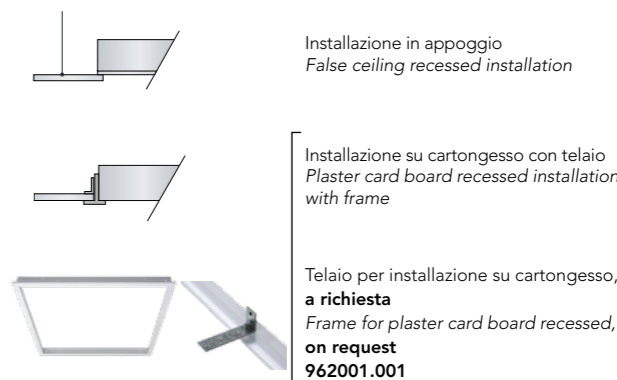 Installazione in appoggio
False ceiling recessed installation
Installazione su cartongesso con telaio
Plaster card board recessed installation
with frame
Telaio per installazione su cartongesso,
a richiesta
Frame for plaster card board recessed,
on request
962001.001